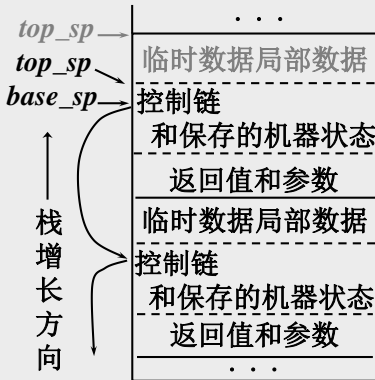 . . .
top_sp
临时数据局部数据
top_sp
base_sp
控制链
和保存的机器状态
返回值和参数
临时数据局部数据
控制链
和保存的机器状态
返回值和参数
. . .
栈增长方向